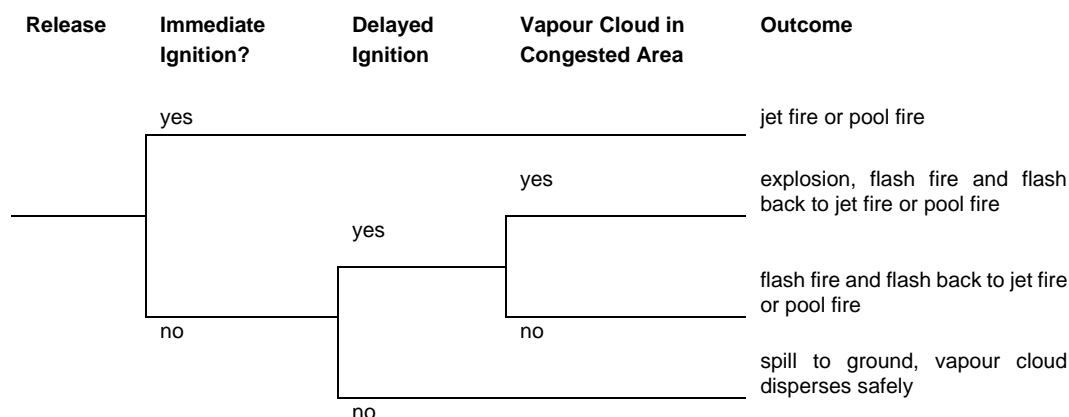 Release Immediate Ignition? Delayed Ignition Vapour Cloud in Congested Area Outcome
yes
jet fire or pool fire
yes
explosion, flash fire and flash
back to jet fire or pool fire
yes
flash fire and flash back to jet fire
or pool fire
no
no
spill to ground, vapour cloud
disperses safely
no